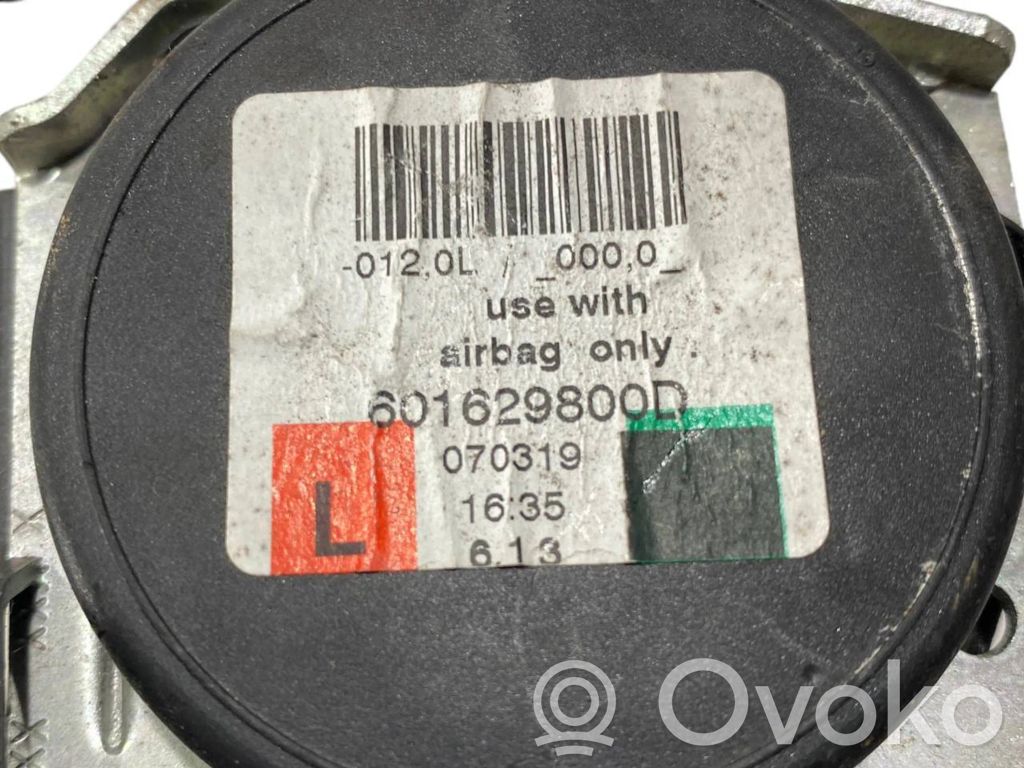 -012,0L / _000,0_
use with
airbag only.
601629800D
070319
16:35
6.13
L
Ovoko